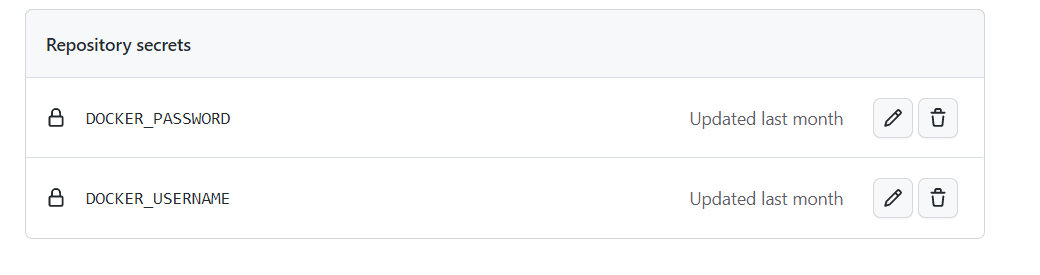 Repository secrets
DOCKER_PASSWORD Updated last month
DOCKER_USERNAME Updated last month